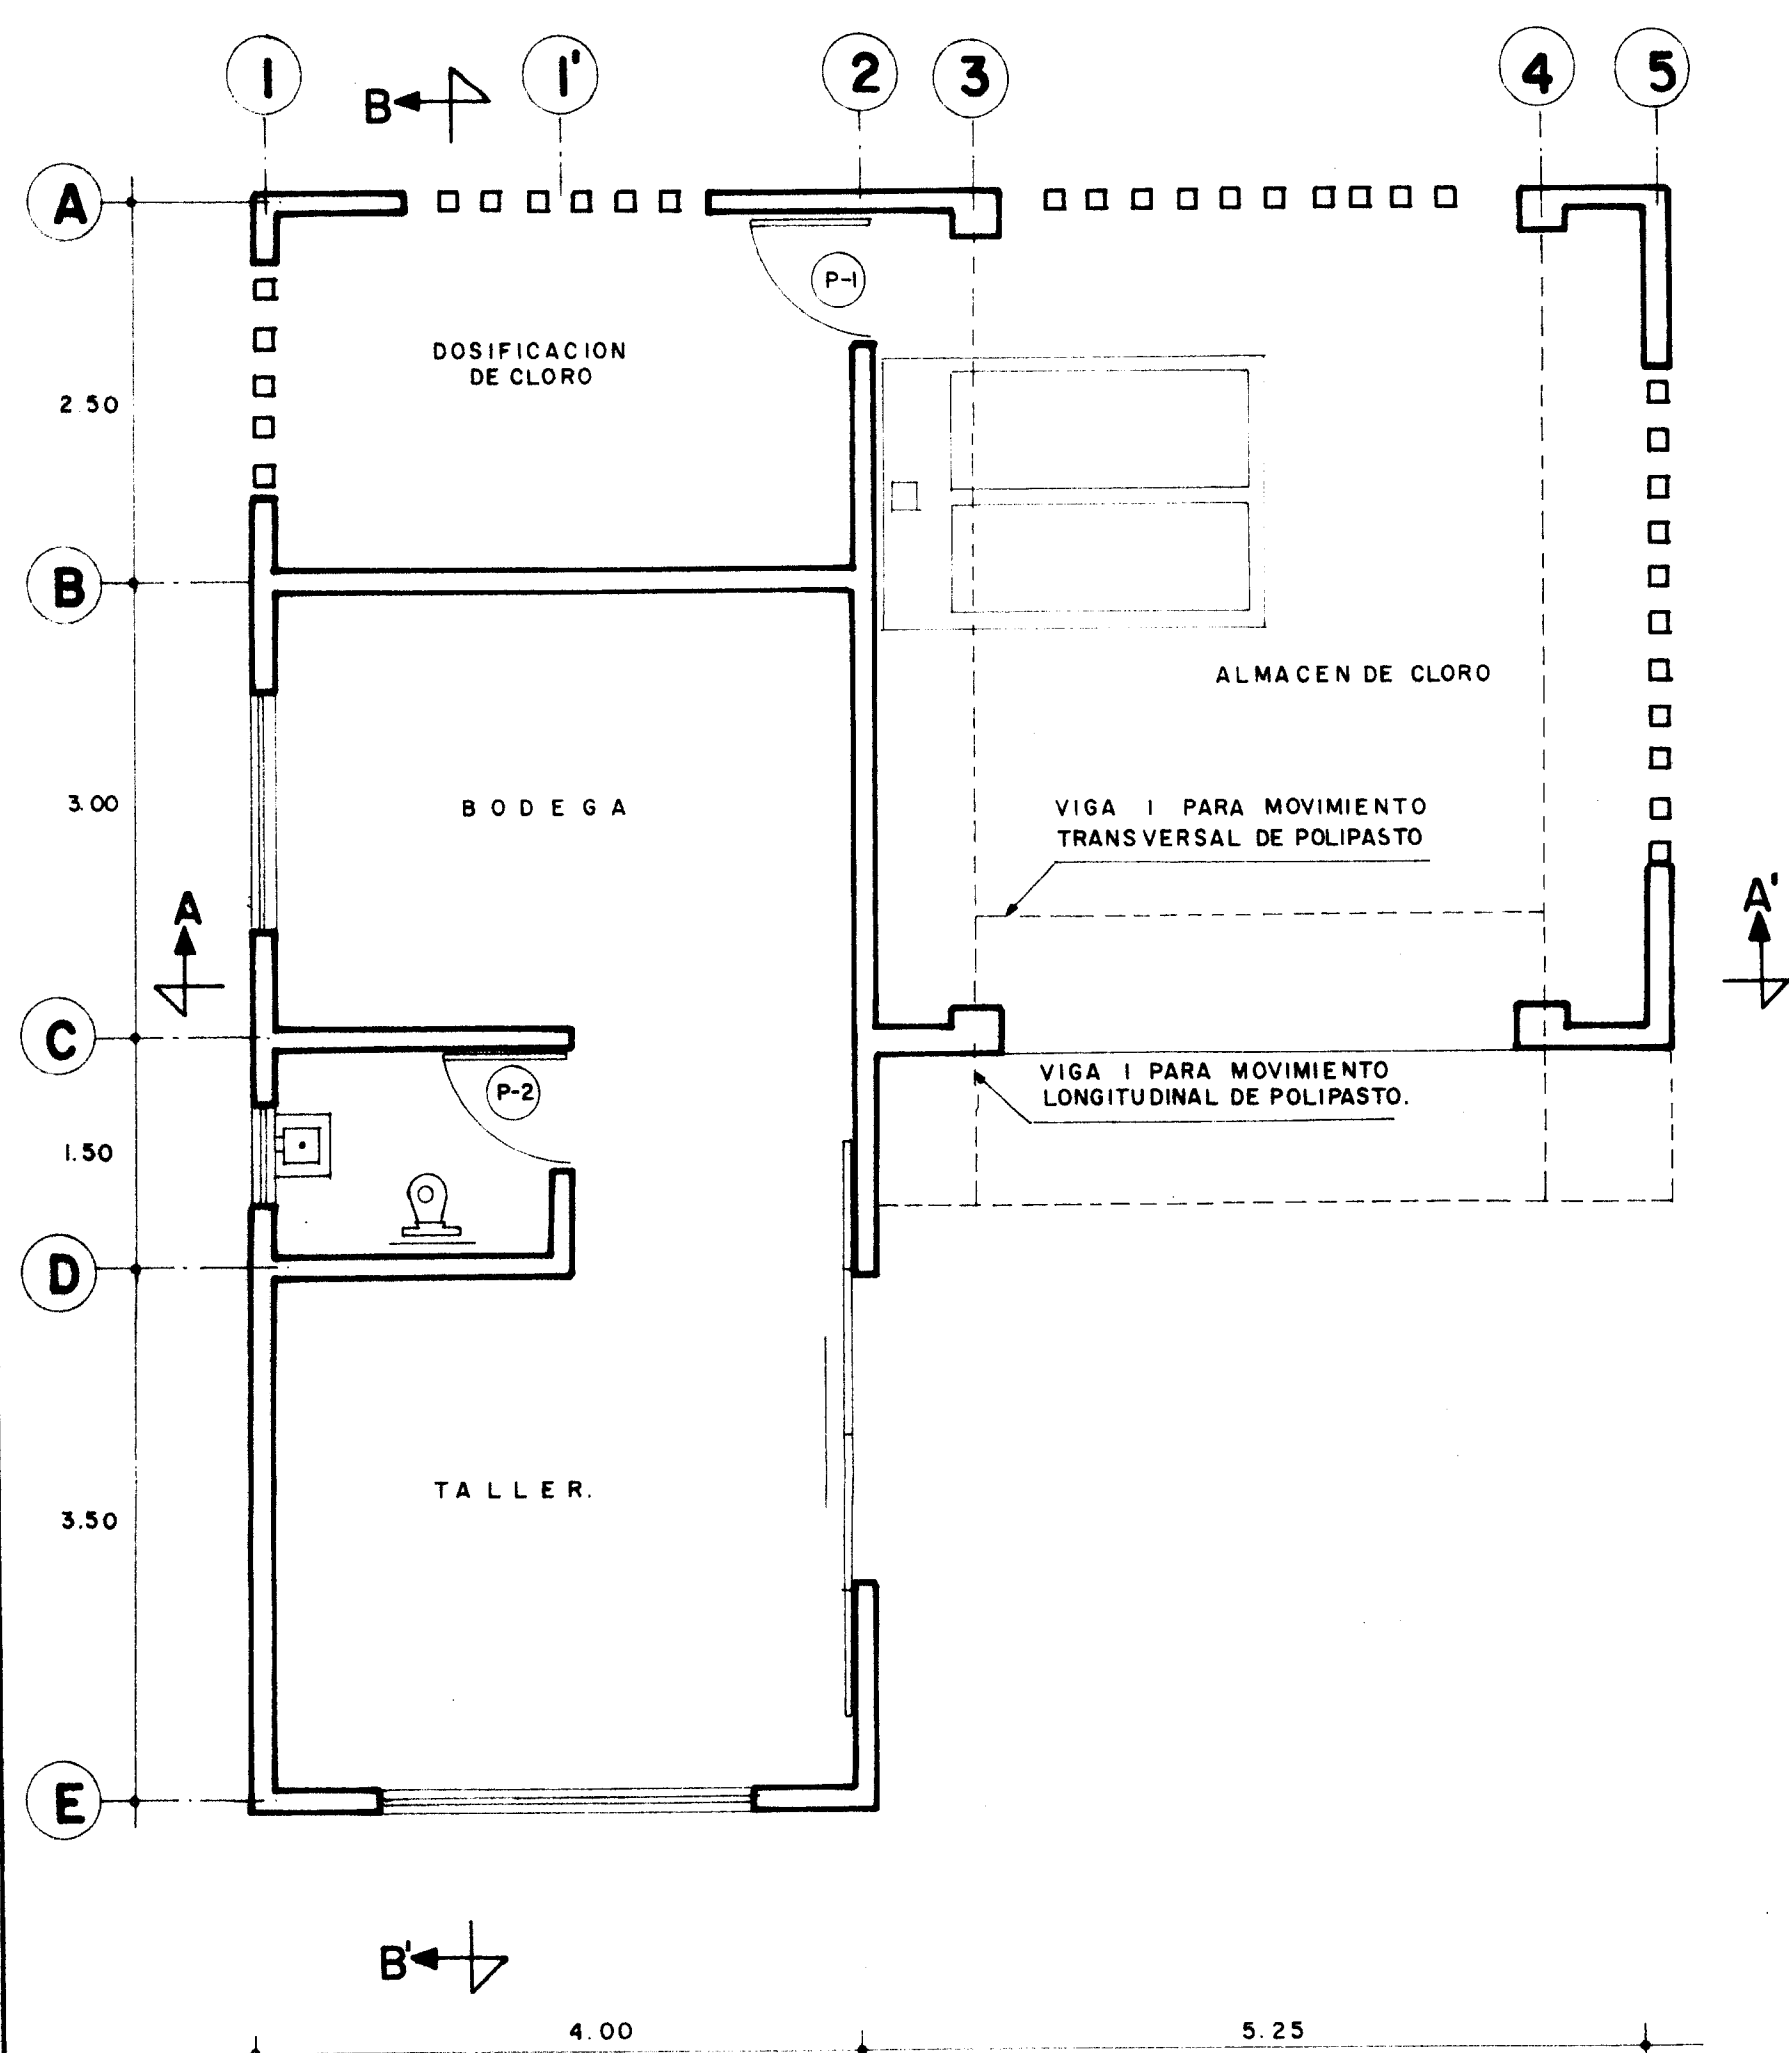 1
1'
2
3
4
5
B
A
P-1
DOSIFICACION
DE CLORO
2.50
B
ALMACEN DE CLORO
3.00
BODEGA
VIGA I PARA MOVIMIENTO
TRANSVERSAL DE POLIPASTO
A
A'
C
VIGA I PARA MOVIMIENTO
LONGITUDINAL DE POLIPASTO.
P-2
1.50
D
TALLER.
3.50
E
B'
4.00
5.25